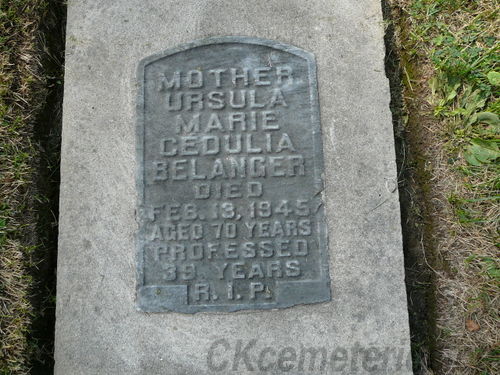 MOTHER
URSULA
MARIE
CEDULIA
BELANGER
DIED
FEB. 13, 1945
AGED 70 YEARS
PROFESSED
39 YEARS
R. I. P.
CKcemeteri